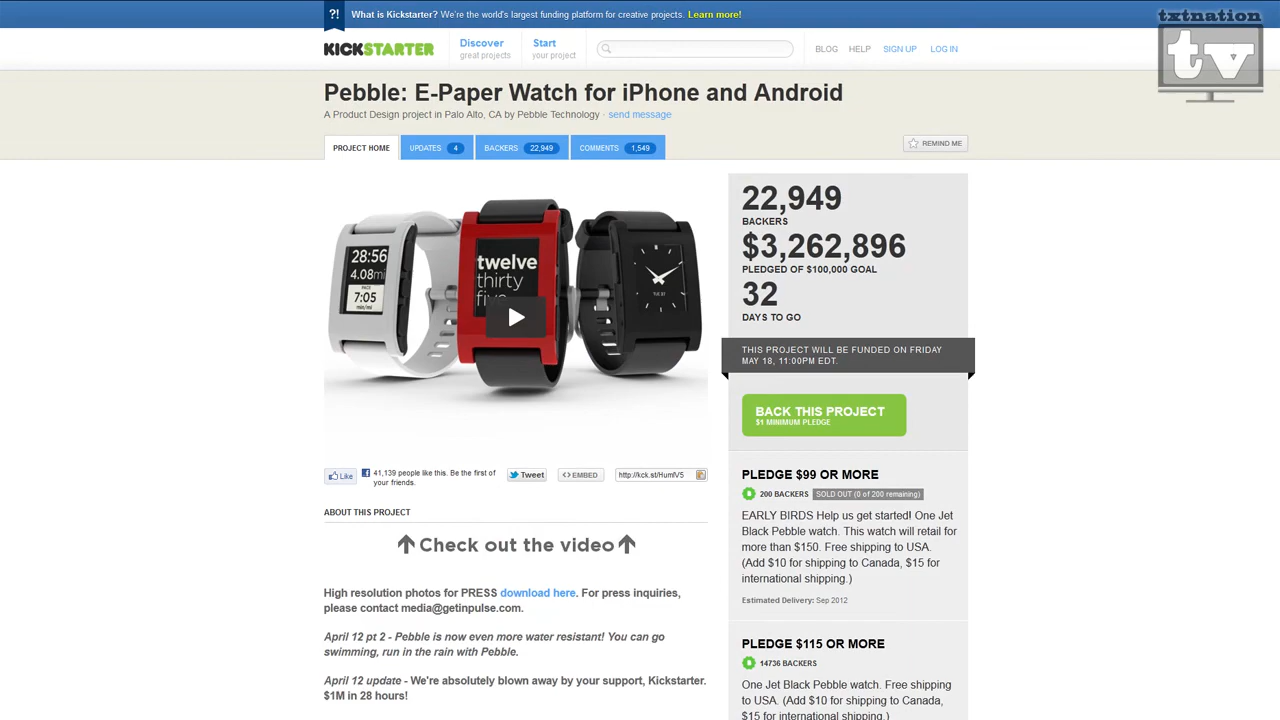 ?! What is Kickstarter? We're the world's largest funding platform for creative projects. Learn more!
txtnation
tv
KICKSTARTER
Discover
great projects
Start
your project
BLOG HELP SIGN UP LOG IN
Pebble: E-Paper Watch for iPhone and Android
A Product Design project in Palo Alto, CA by Pebble Technology · send message
PROJECT HOME UPDATES 4 BACKERS 22,949 COMMENTS 1,549
REMIND ME
28:56
4.08mi
PACE
7:05
min/mi
twelve
thirty
five
22,949
BACKERS
$3,262,896
PLEDGED OF $100,000 GOAL
32
DAYS TO GO
THIS PROJECT WILL BE FUNDED ON FRIDAY
MAY 18, 11:00PM EDT.
BACK THIS PROJECT
$1 MINIMUM PLEDGE
Like
41,139 people like this. Be the first of
your friends.
Tweet
<> EMBED
http://kck.st/HumIV5
ABOUT THIS PROJECT
Check out the video
High resolution photos for PRESS download here. For press inquiries,
please contact media@getinpulse.com.
April 12 pt 2 - Pebble is now even more water resistant! You can go
swimming, run in the rain with Pebble.
April 12 update - We're absolutely blown away by your support, Kickstarter.
$1M in 28 hours!
PLEDGE $99 OR MORE
200 BACKERS SOLD OUT (0 of 200 remaining)
EARLY BIRDS Help us get started! One Jet
Black Pebble watch. This watch will retail for
more than $150. Free shipping to USA.
(Add $10 for shipping to Canada, $15 for
international shipping.)
Estimated Delivery: Sep 2012
PLEDGE $115 OR MORE
14736 BACKERS
One Jet Black Pebble watch. Free shipping
to USA. (Add $10 for shipping to Canada,
$15 for international shipping.)